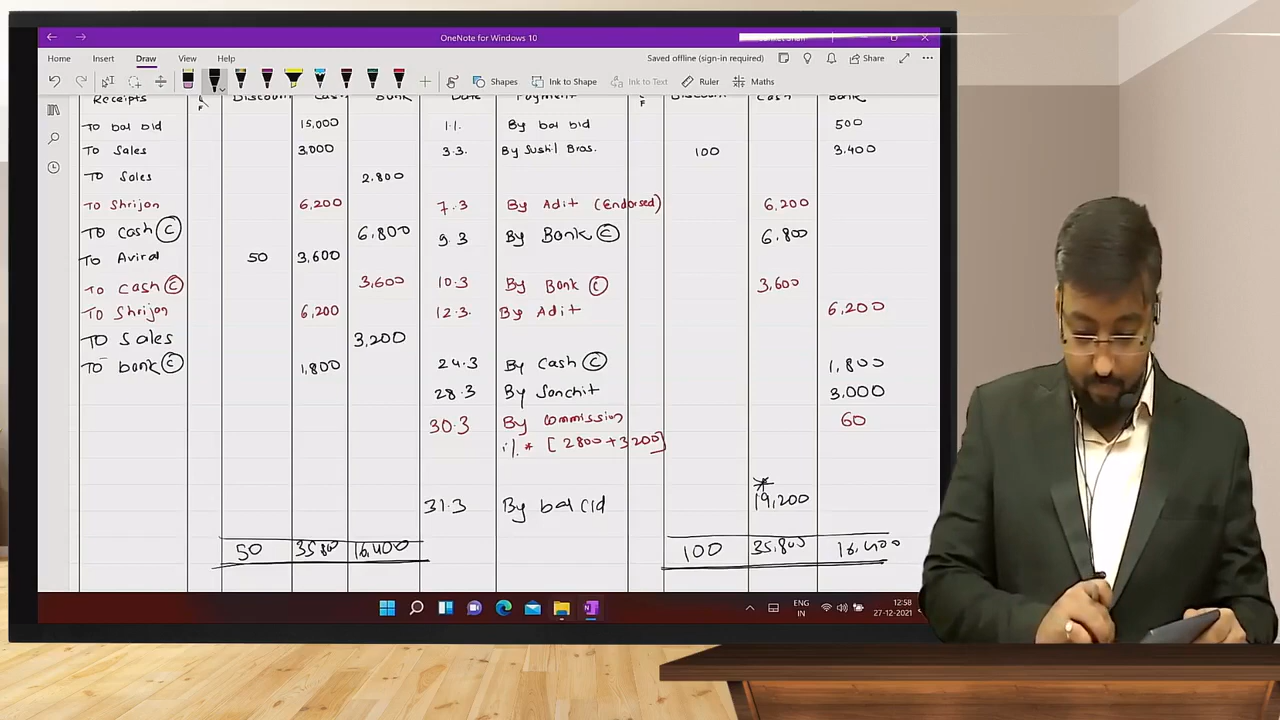 OneNote for Windows 10
Home Insert Draw View Help
Saved offline (sign-in required) Share
Shapes Ink to Shape Ink to Text Ruler Maths
Receipts Discount Cash Bank Date Payment Cash Bank
To bal b/d 15,000 1.1. By bal b/d 500
To Sales 3,000 3.3. By Sushil Bros. 100 3,400
To Sales 2,800
To Shrijon 6,200 7.3 By Adit (Endorsed) 6,200
To Cash (C) 6,800 9.3 By Bank (C) 6,800
To Aviral 50 3,600
To Cash (C) 3,600 10.3 By Bank (C) 3,600
To Shrijon 6,200 12.3. By Adit 6,200
To Sales 3,200
To bank (C) 1,800 24.3 By Cash (C) 1,800
28.3 By Sanchit 3,000
30.3 By Commission 60
1% * [2800+3200]
*
31.3 By bal c/d 19,200
50 35,800 16,400 100 35,800 16,400
ENG
IN
12:58
27-12-2021